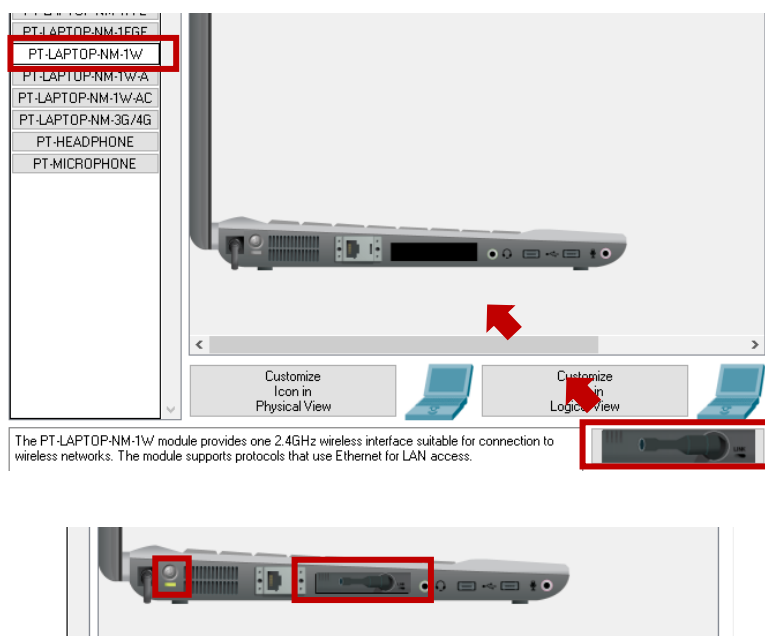 PT-LAPTOP-NM-1FGE
PT-LAPTOP-NM-1W
PT-LAPTOP-NM-1W-A
PT-LAPTOP-NM-1W-AC
PT-LAPTOP-NM-3G/4G
PT-HEADPHONE
PT-MICROPHONE
Customize
Icon in
Physical View
Customize
in
Logical View
The PT-LAPTOP-NM-1W module provides one 2.4GHz wireless interface suitable for connection to
wireless networks. The module supports protocols that use Ethernet for LAN access.
LINK